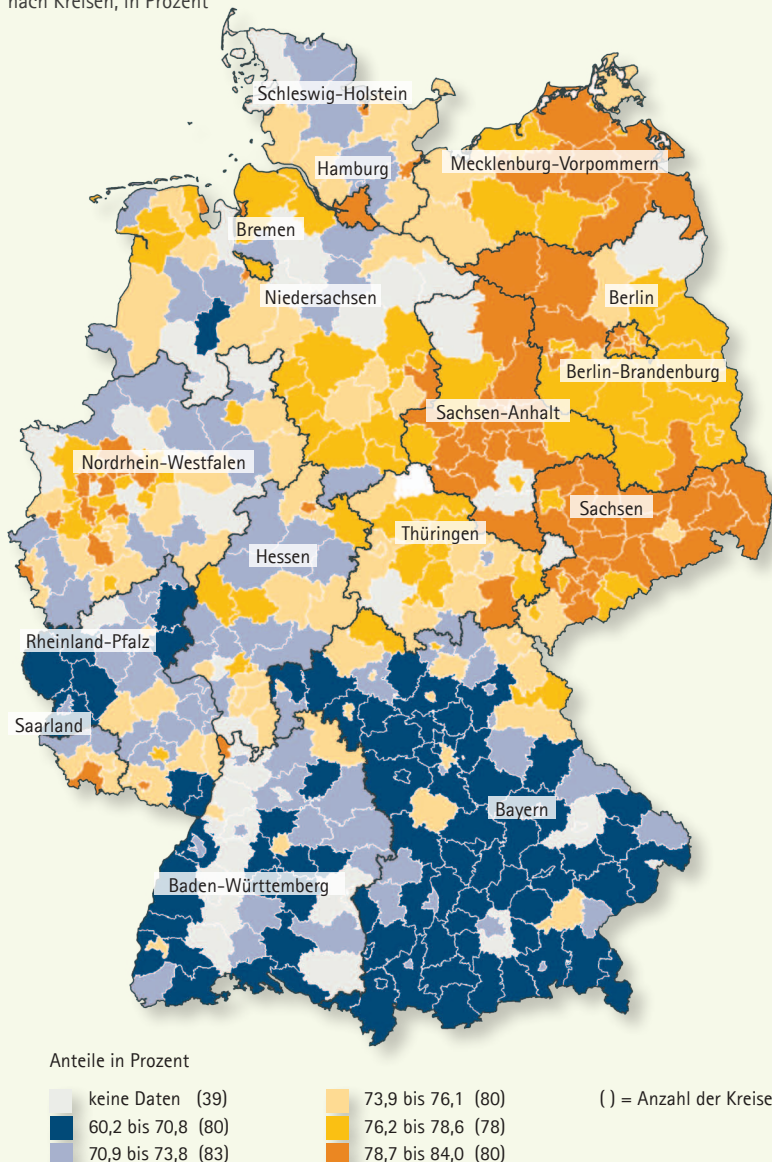 nach Kreisen, in Prozent
Schleswig-Holstein
Hamburg
Mecklenburg-Vorpommern
Bremen
Niedersachsen
Berlin
Berlin-Brandenburg
Sachsen-Anhalt
Nordrhein-Westfalen
Sachsen
Thüringen
Hessen
Rheinland-Pfalz
Saarland
Bayern
Baden-Württemberg
Anteile in Prozent
keine Daten (39)
60,2 bis 70,8 (80)
70,9 bis 73,8 (83)
73,9 bis 76,1 (80)
76,2 bis 78,6 (78)
78,7 bis 84,0 (80)
( ) = Anzahl der Kreise